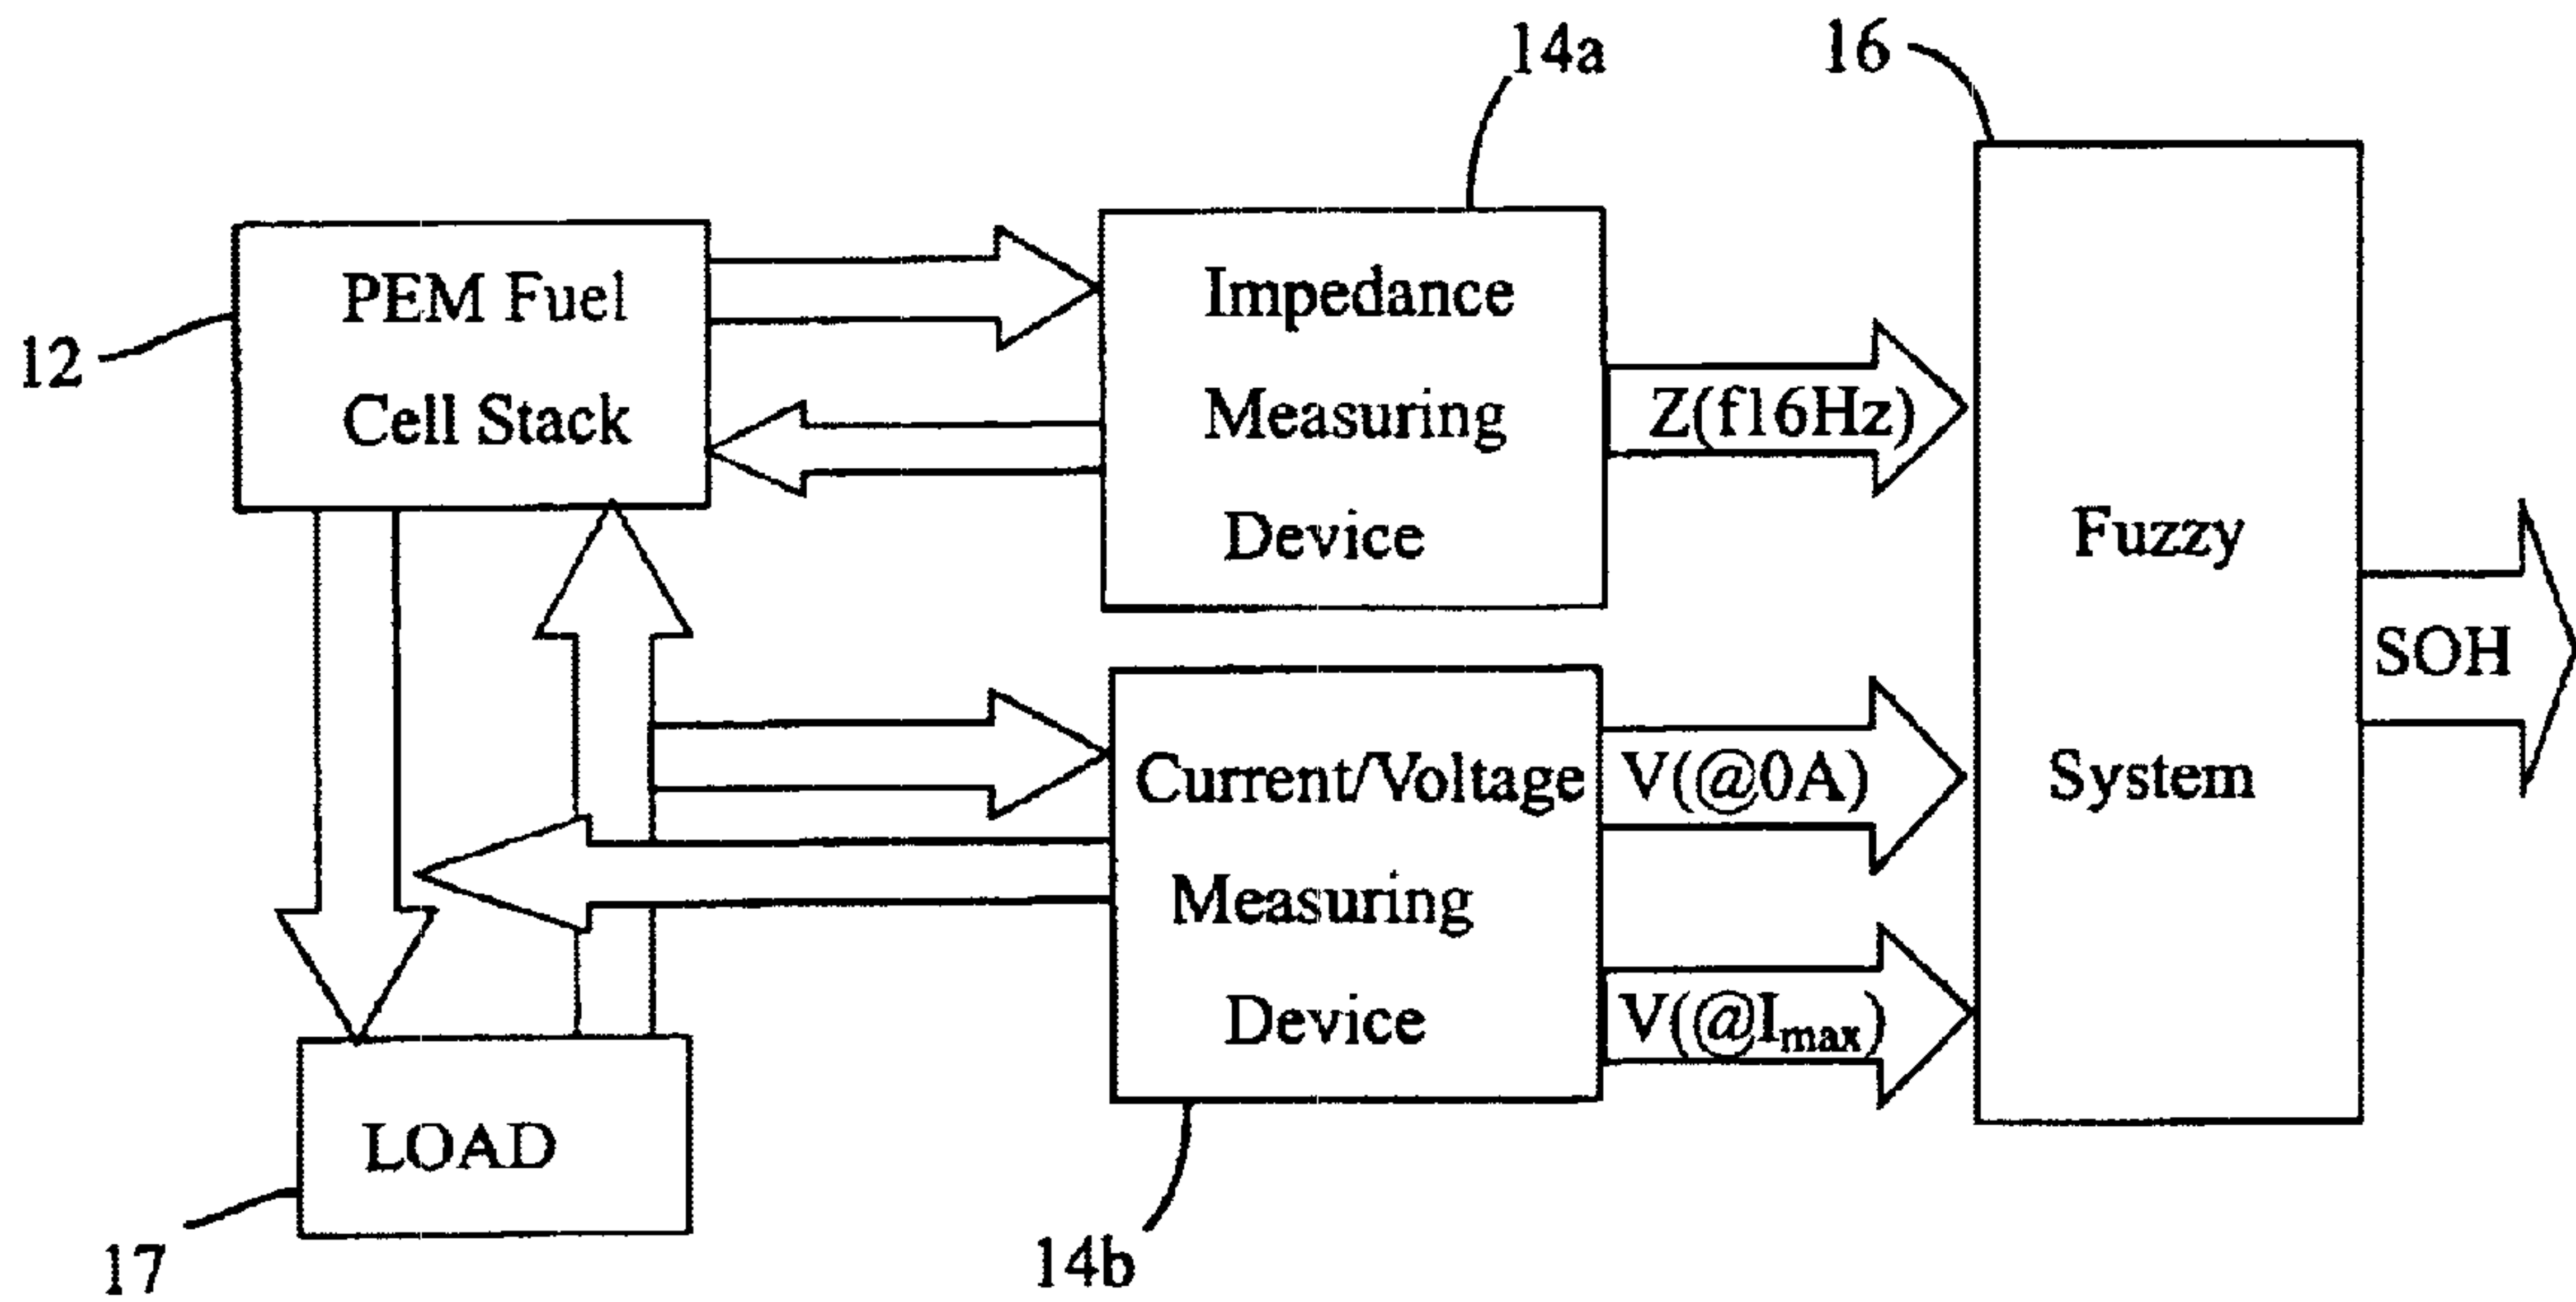 14a
16
PEM Fuel
Cell Stack
12
Impedance
Measuring
Device
Z(f16Hz)
Fuzzy
System
SOH
Current/Voltage
Measuring
Device
V(@0A)
V(@Imax)
LOAD
17
14b